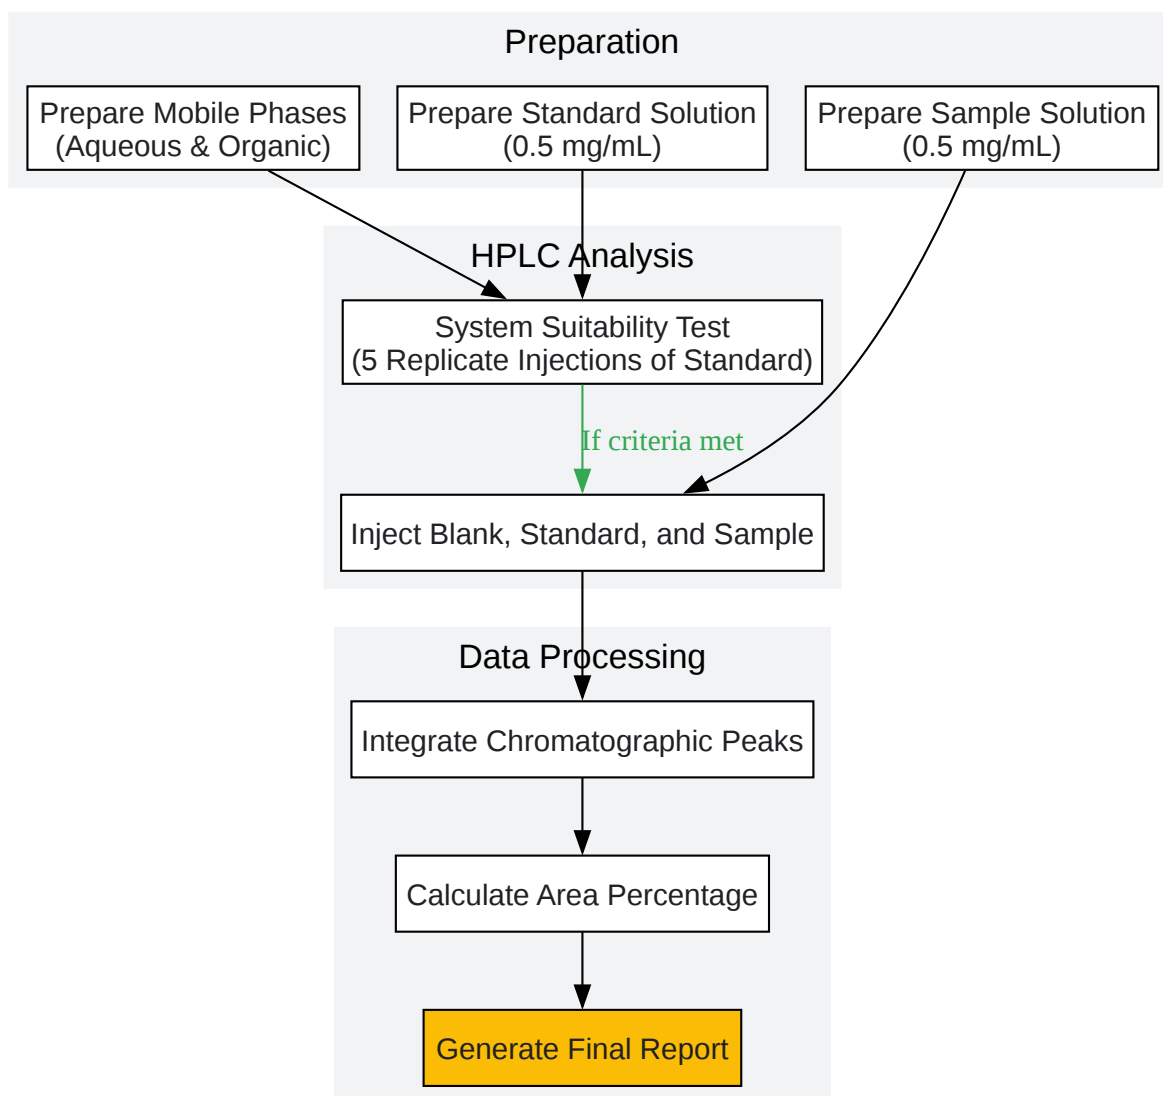 Preparation
Prepare Mobile Phases
(Aqueous & Organic)
Prepare Standard Solution
(0.5 mg/mL)
Prepare Sample Solution
(0.5 mg/mL)
HPLC Analysis
System Suitability Test
(5 Replicate Injections of Standard)
If criteria met
Inject Blank, Standard, and Sample
Data Processing
Integrate Chromatographic Peaks
Calculate Area Percentage
Generate Final Report